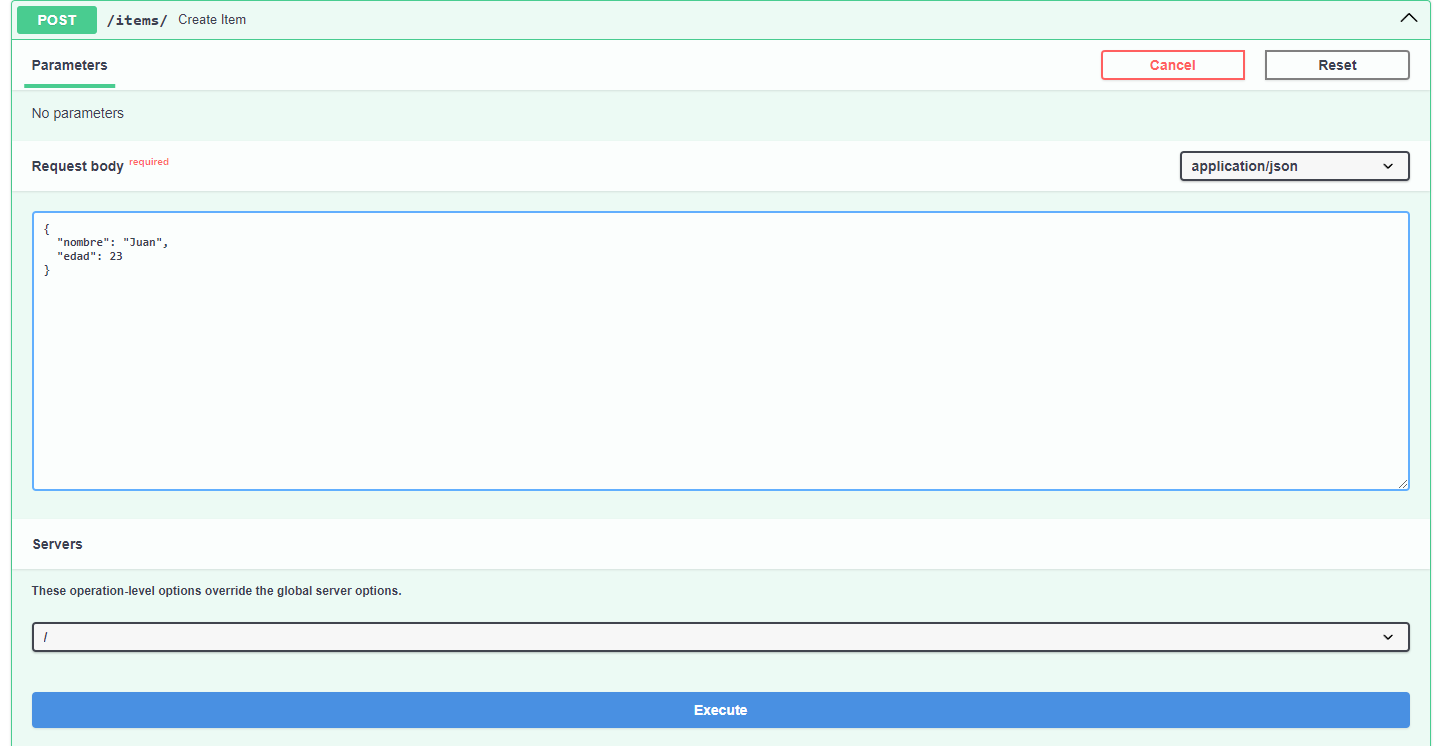 POST /items/ Create Item
Parameters
Cancel
Reset
No parameters
Request body required
application/json
{
  "nombre": "Juan",
  "edad": 23
}
Servers
These operation-level options override the global server options.
/
Execute